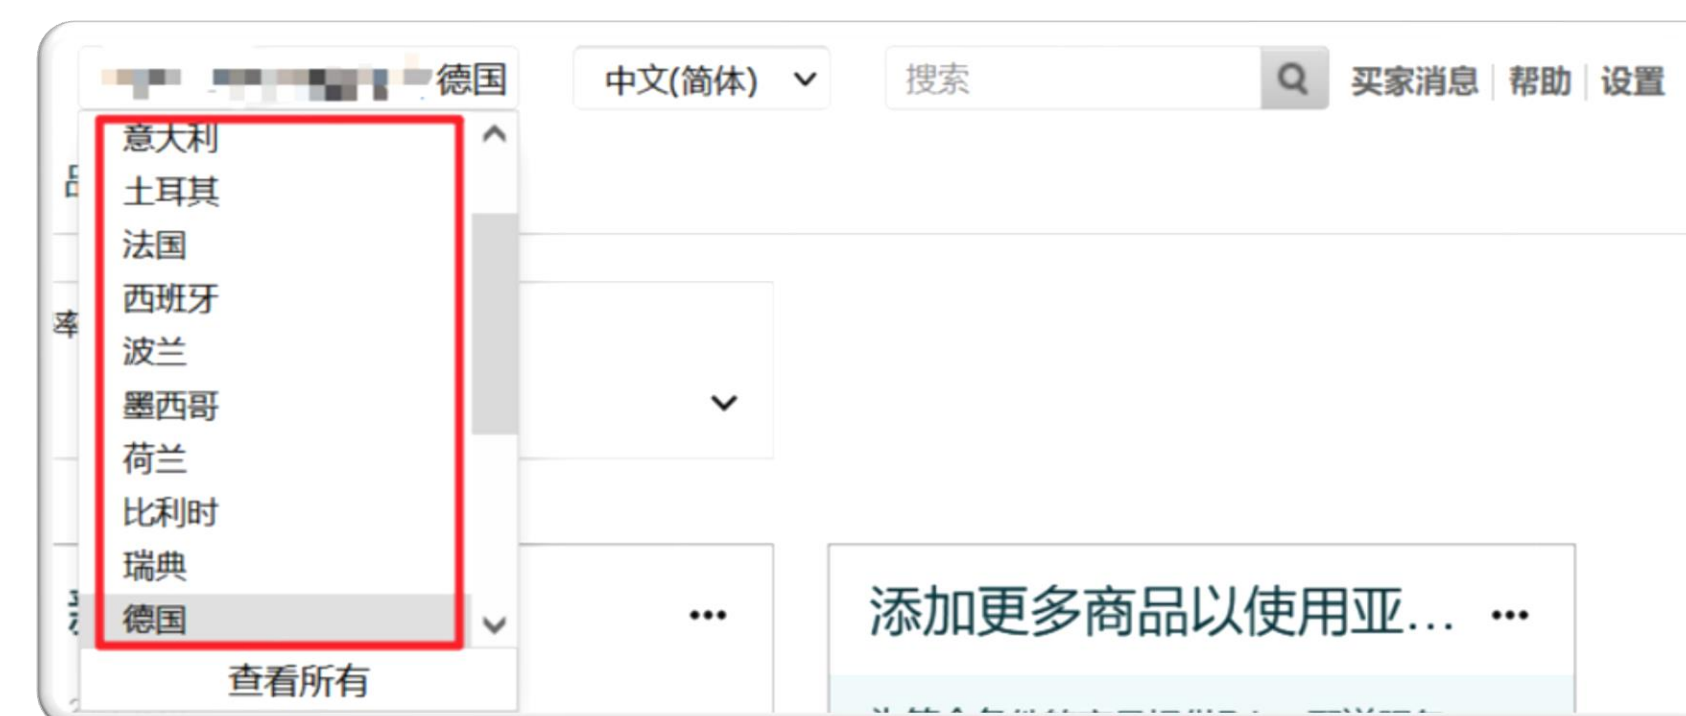 德国
中文(简体)
搜索
买家消息
帮助
设置
意大利
土耳其
法国
西班牙
波兰
墨西哥
荷兰
比利时
瑞典
德国
查看所有
添加更多商品以使用亚...